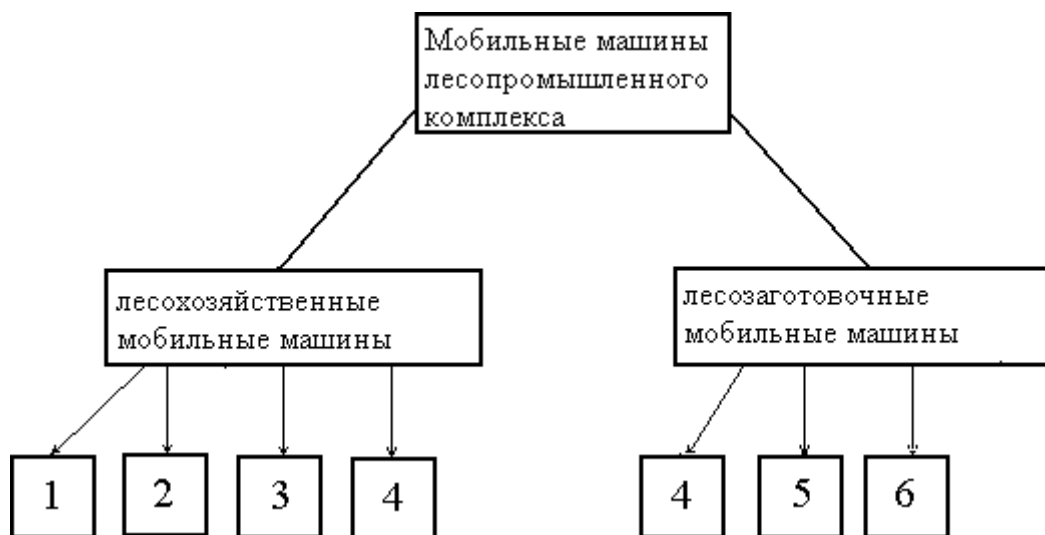 Мобильные машины
лесопромышленного
комплекса
лесохозяйственные
мобильные машины
лесозаготовочные
мобильные машины
1 2 3 4 4 5 6